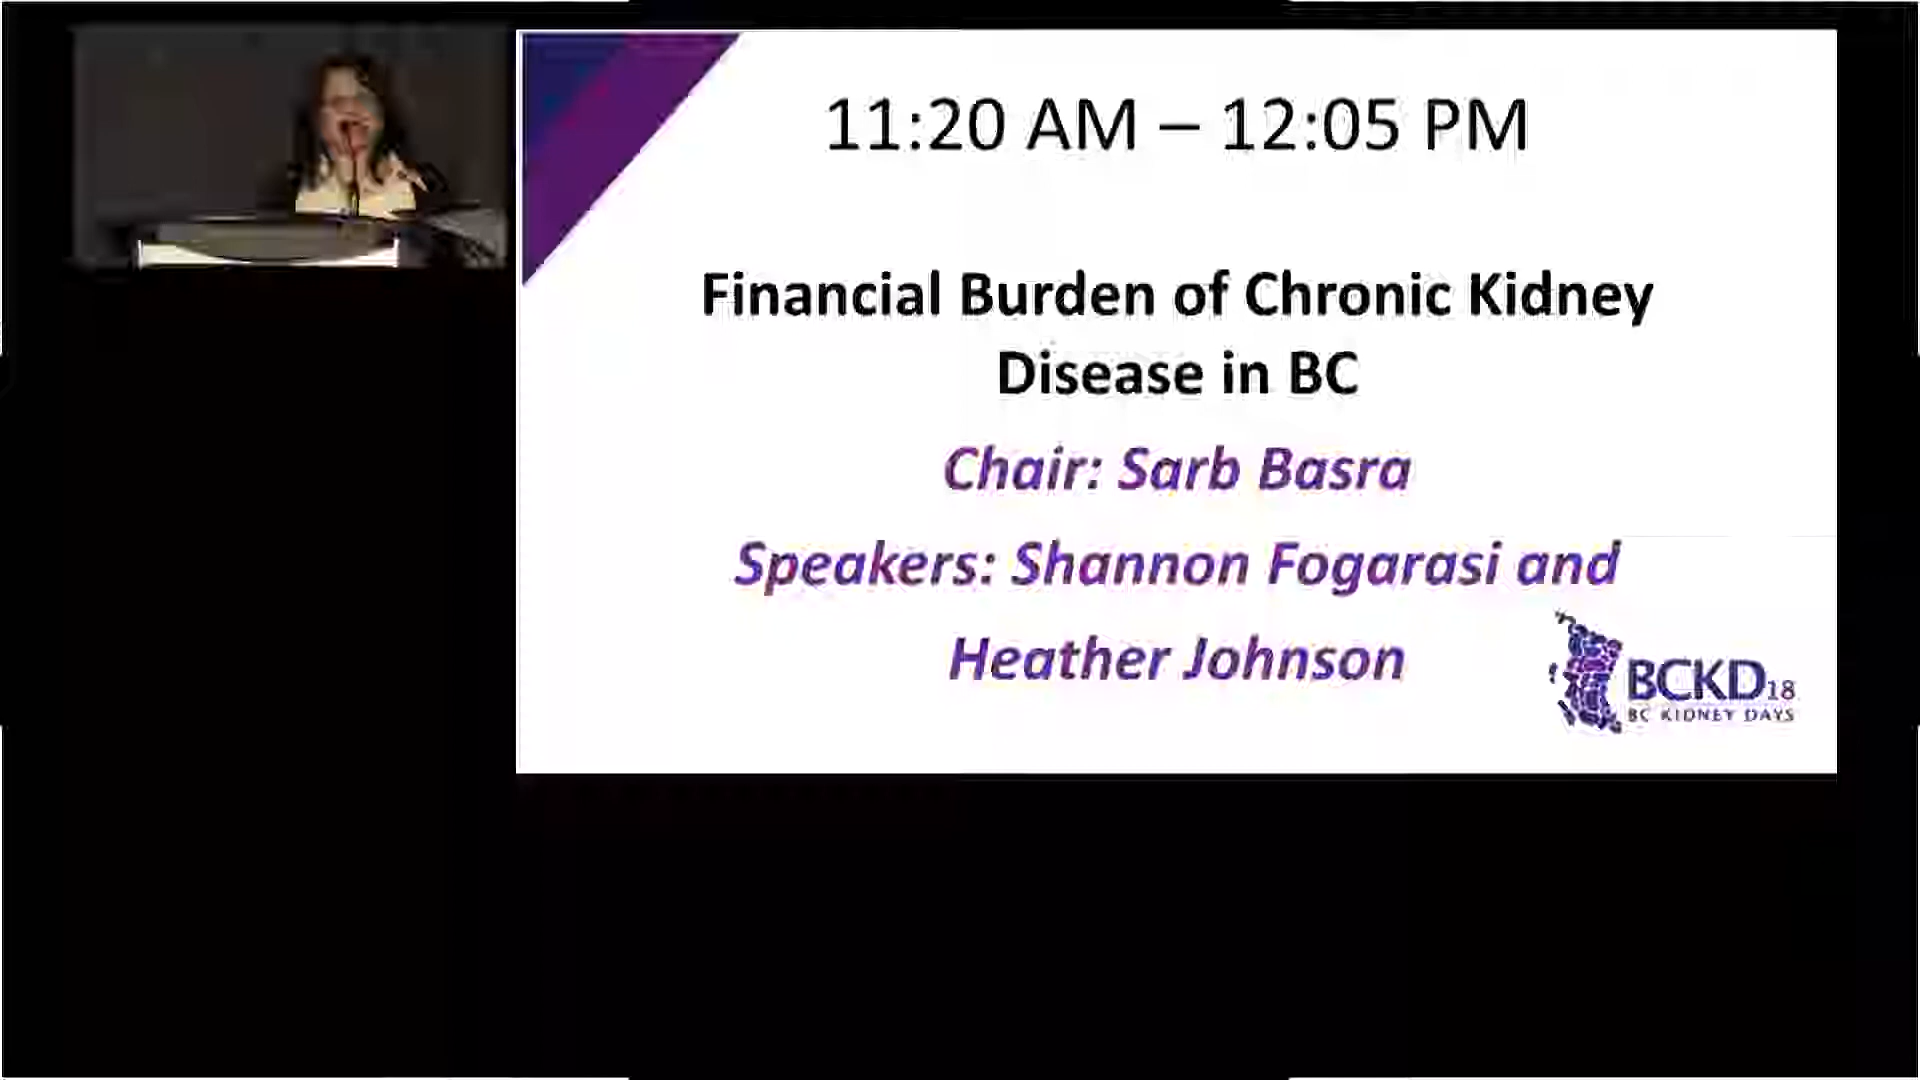 11:20 AM – 12:05 PM
Financial Burden of Chronic Kidney
Disease in BC
Chair: Sarb Basra
Speakers: Shannon Fogarasi and
Heather Johnson
BCKD18
BC KIDNEY DAYS